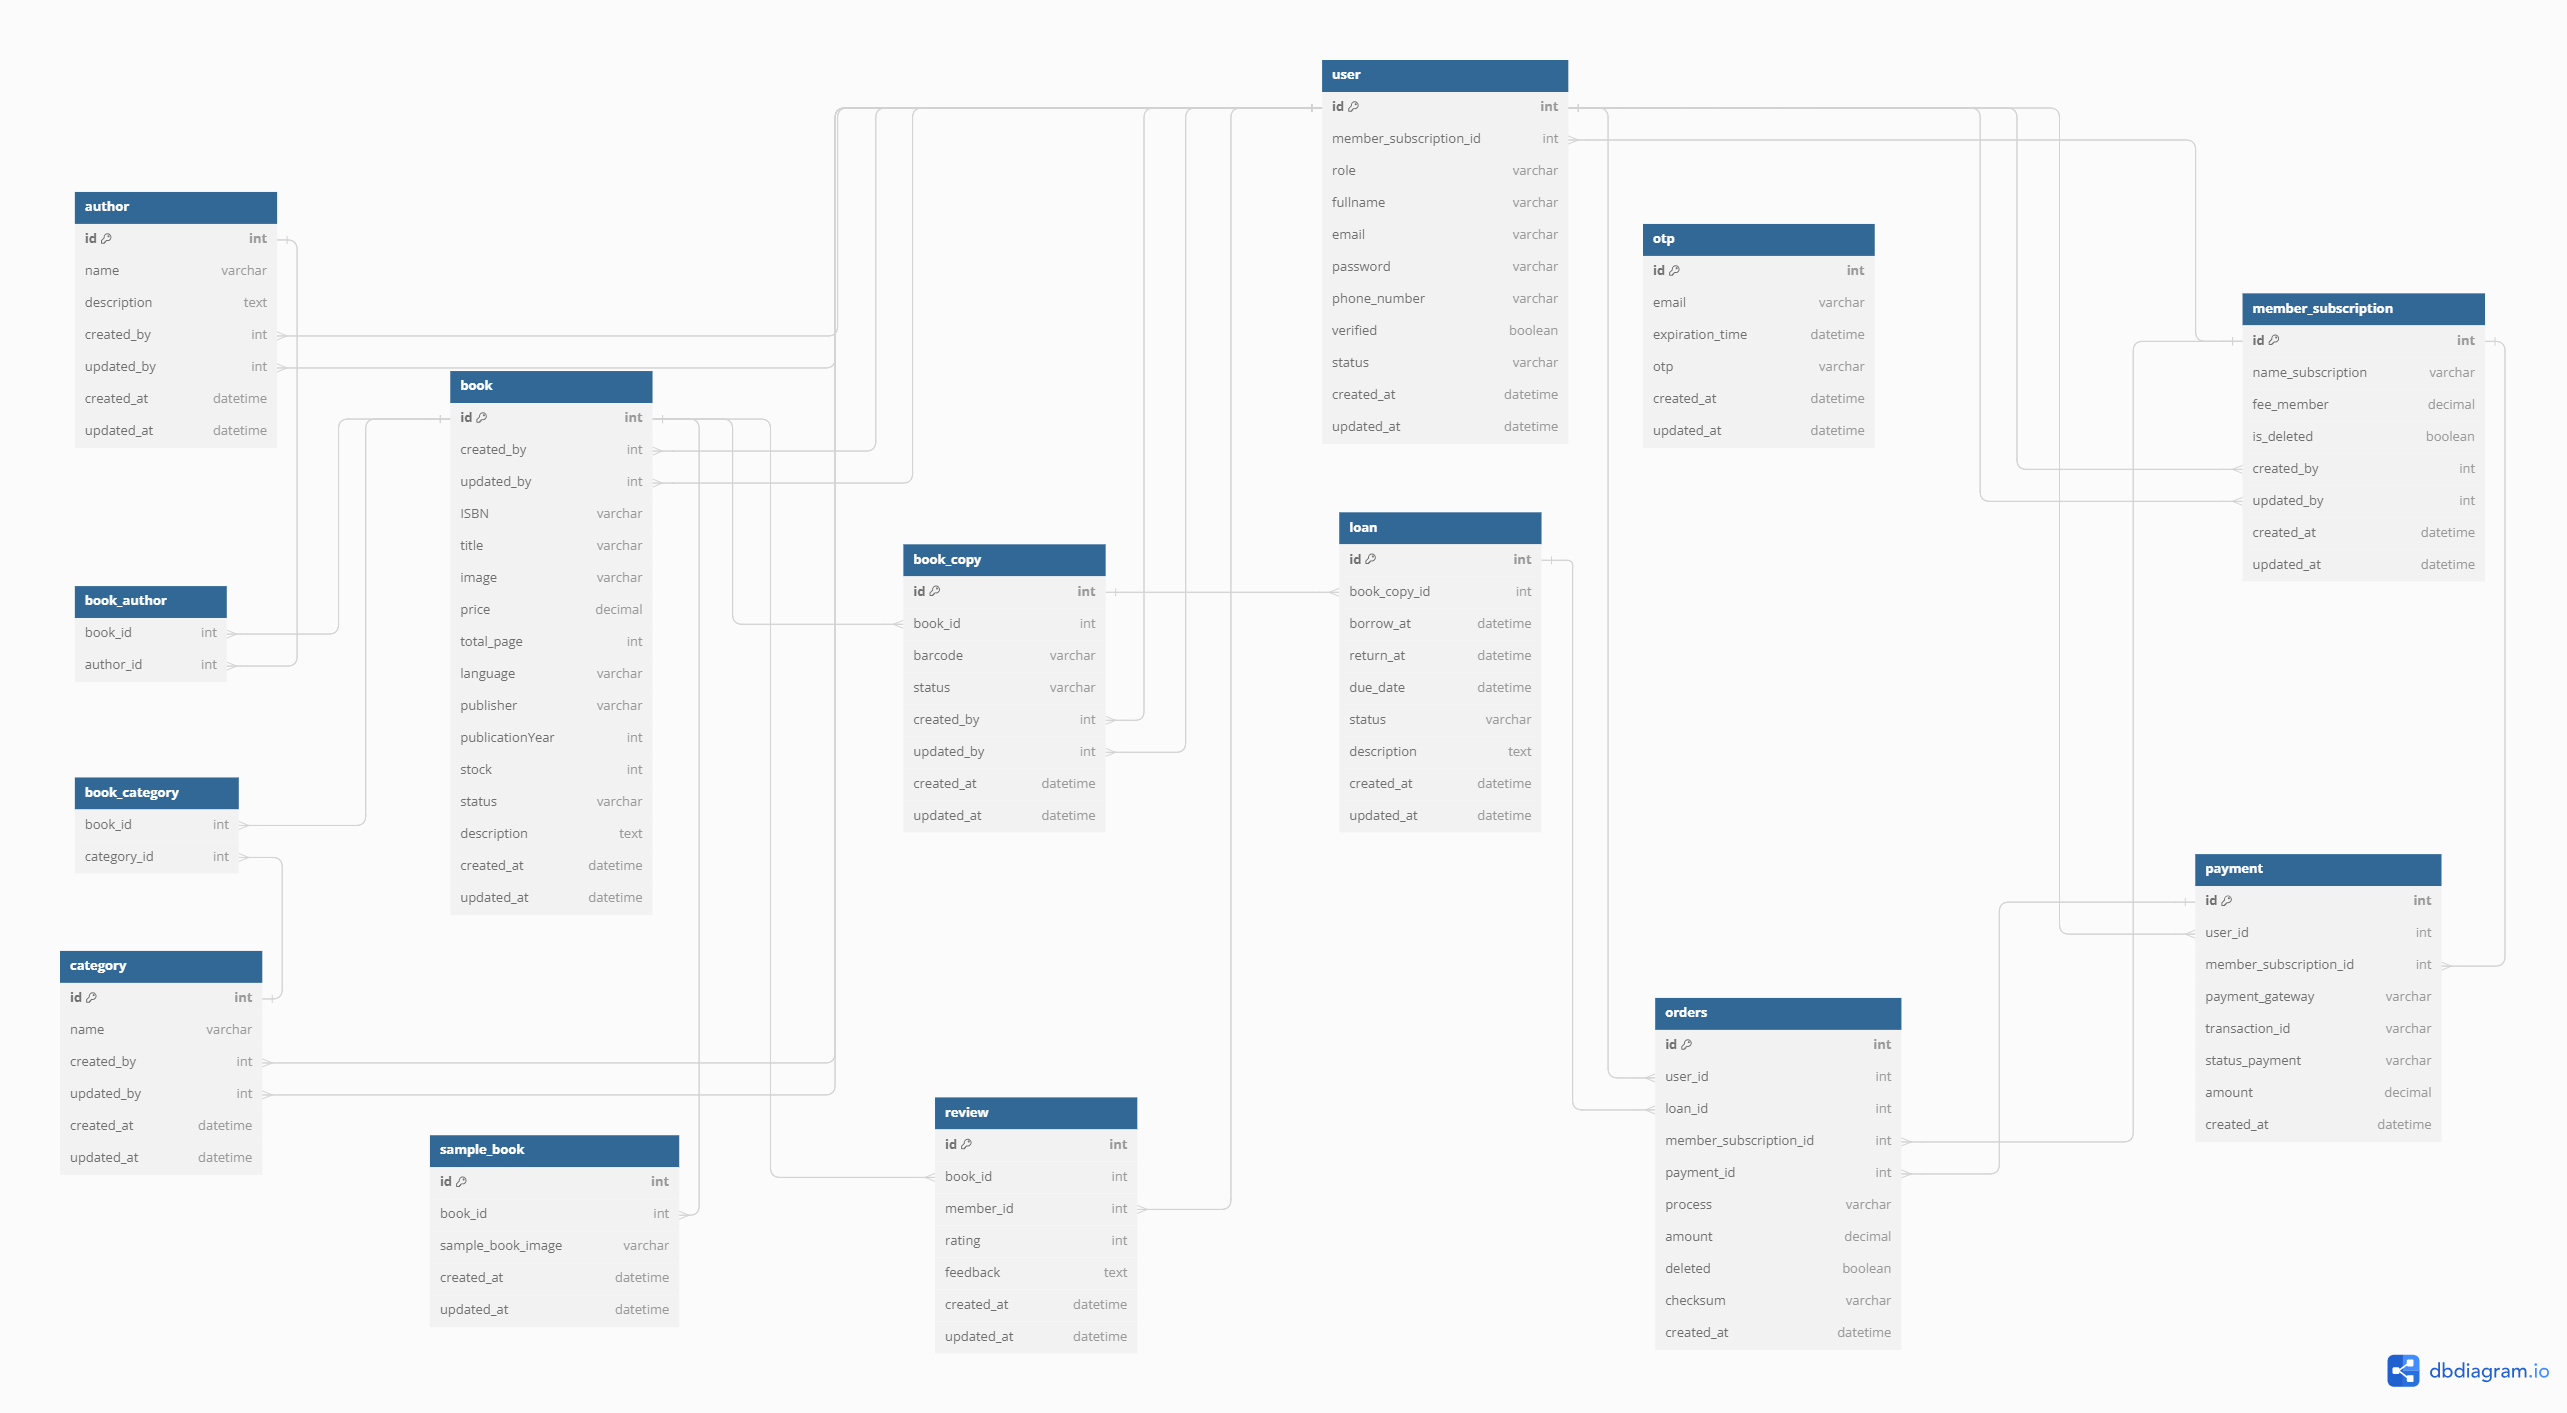 user
id int
member_subscription_id int
role varchar
fullname varchar
email varchar
password varchar
phone_number varchar
verified boolean
status varchar
created_at datetime
updated_at datetime
author
id int
name varchar
description text
created_by int
updated_by int
created_at datetime
updated_at datetime
otp
id int
email varchar
expiration_time datetime
otp varchar
created_at datetime
updated_at datetime
member_subscription
id int
name_subscription varchar
fee_member decimal
is_deleted boolean
created_by int
updated_by int
created_at datetime
updated_at datetime
book
id int
created_by int
updated_by int
ISBN varchar
title varchar
image varchar
price decimal
total_page int
language varchar
publisher varchar
publicationYear int
stock int
status varchar
description text
created_at datetime
updated_at datetime
loan
id int
book_copy_id int
borrow_at datetime
return_at datetime
due_date datetime
status varchar
description text
created_at datetime
updated_at datetime
book_copy
id int
book_id int
barcode varchar
status varchar
created_by int
updated_by int
created_at datetime
updated_at datetime
book_author
book_id int
author_id int
book_category
book_id int
category_id int
payment
id int
user_id int
member_subscription_id int
payment_gateway varchar
transaction_id varchar
status_payment varchar
amount decimal
created_at datetime
category
id int
name varchar
created_by int
updated_by int
created_at datetime
updated_at datetime
orders
id int
user_id int
loan_id int
member_subscription_id int
payment_id int
process varchar
amount decimal
deleted boolean
checksum varchar
created_at datetime
review
id int
book_id int
member_id int
rating int
feedback text
created_at datetime
updated_at datetime
sample_book
id int
book_id int
sample_book_image varchar
created_at datetime
updated_at datetime
dbdiagram.io